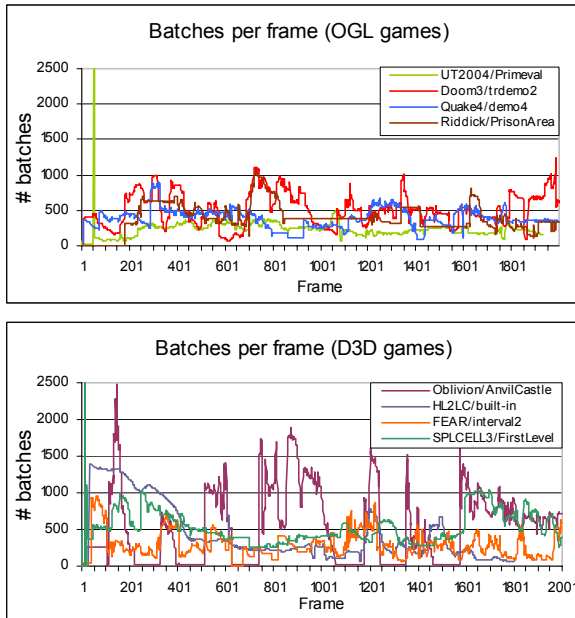 Batches per frame (OGL games)
2500
2000
1500
1000
500
0
# batches
UT2004/Primeval
Doom3/trdemo2
Quake4/demo4
Riddick/PrisonArea
1 201 401 601 801 1001 1201 1401 1601 1801
Frame
Batches per frame (D3D games)
2500
2000
1500
1000
500
0
# batches
Oblivion/AnvilCastle
HL2LC/built-in
FEAR/interval2
SPLCELL3/FirstLevel
1 201 401 601 801 1001 1201 1401 1601 1801 2001
Frame